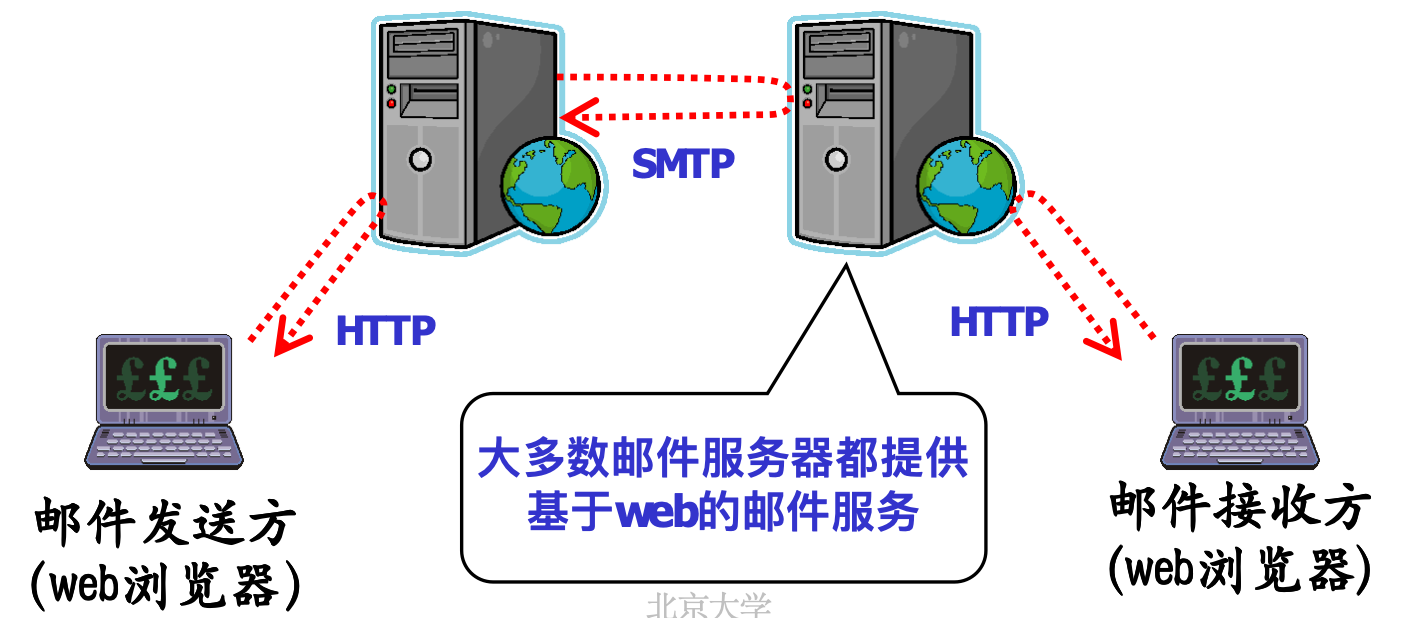 SMTP
HTTP
HTTP
£££
£££
大多数邮件服务器都提供
基于web的邮件服务
邮件发送方
(web浏览器)
邮件接收方
(web浏览器)
北京大学